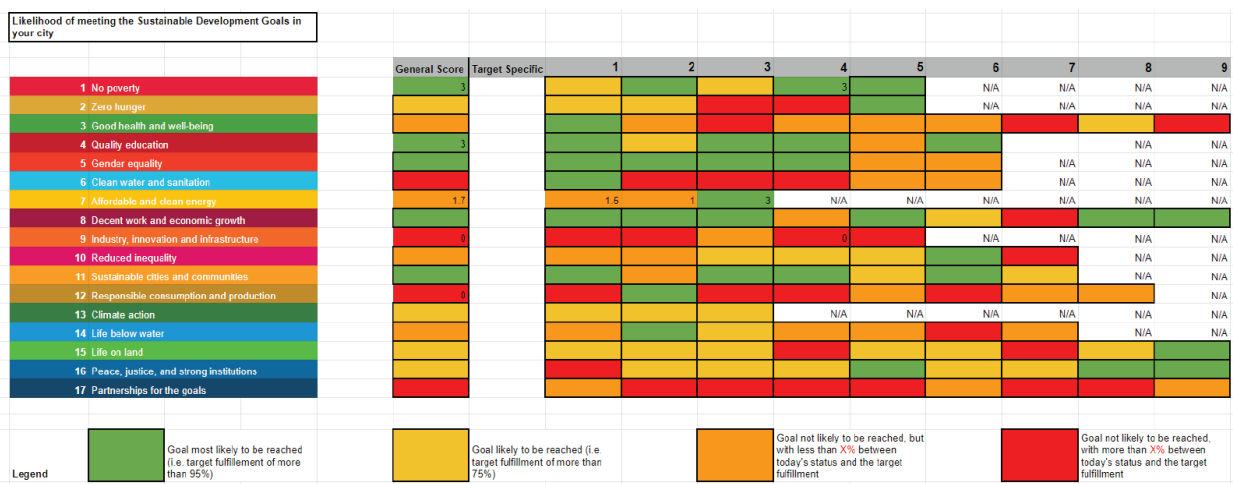 Likelihood of meeting the Sustainable Development Goals in
your city
General Score Target Specific 1 2 3 4 5 6 7 8 9
1 No poverty 3 3 N/A N/A N/A N/A
2 Zero hunger N/A N/A N/A N/A
3 Good health and well-being
4 Quality education 3 N/A N/A
5 Gender equality N/A N/A N/A
6 Clean water and sanitation N/A N/A N/A
7 Affordable and clean energy 1.7 1.5 1 3 N/A N/A N/A N/A N/A N/A
8 Decent work and economic growth
9 Industry, innovation and infrastructure 0 0 N/A N/A N/A N/A
10 Reduced inequality N/A N/A
11 Sustainable cities and communities N/A N/A
12 Responsible consumption and production 0 N/A
13 Climate action N/A N/A N/A N/A N/A N/A
14 Life below water N/A N/A
15 Life on land
16 Peace, justice, and strong institutions
17 Partnerships for the goals
Legend
Goal most likely to be reached
(i.e. target fulfillement of more
than 95%)
Goal likely to be reached (i.e.
target fulfillment of more than
75%)
Goal not likely to be reached, but
with less than X% between
today's status and the target
fulfillment
Goal not likely to be reached,
with more than X% between
today's status and the target
fulfillment